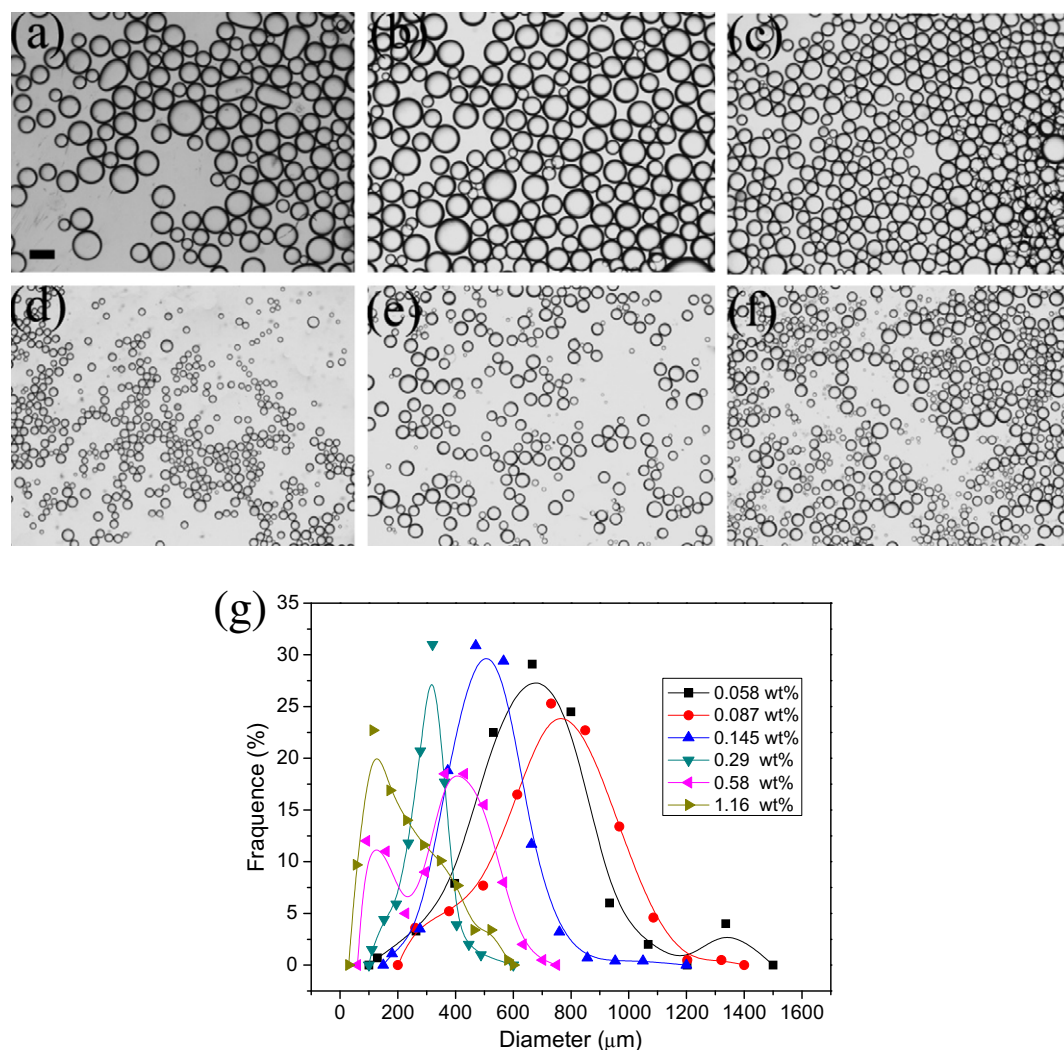 (a)
(b)
(c)
(d)
(e)
(f)
(g)
35
30
25
20
15
10
5
0
Fraquence (%)
0.058 wt%
0.087 wt%
0.145 wt%
0.29 wt%
0.58 wt%
1.16 wt%
0 200 400 600 800 1000 1200 1400 1600
Diameter (μm)